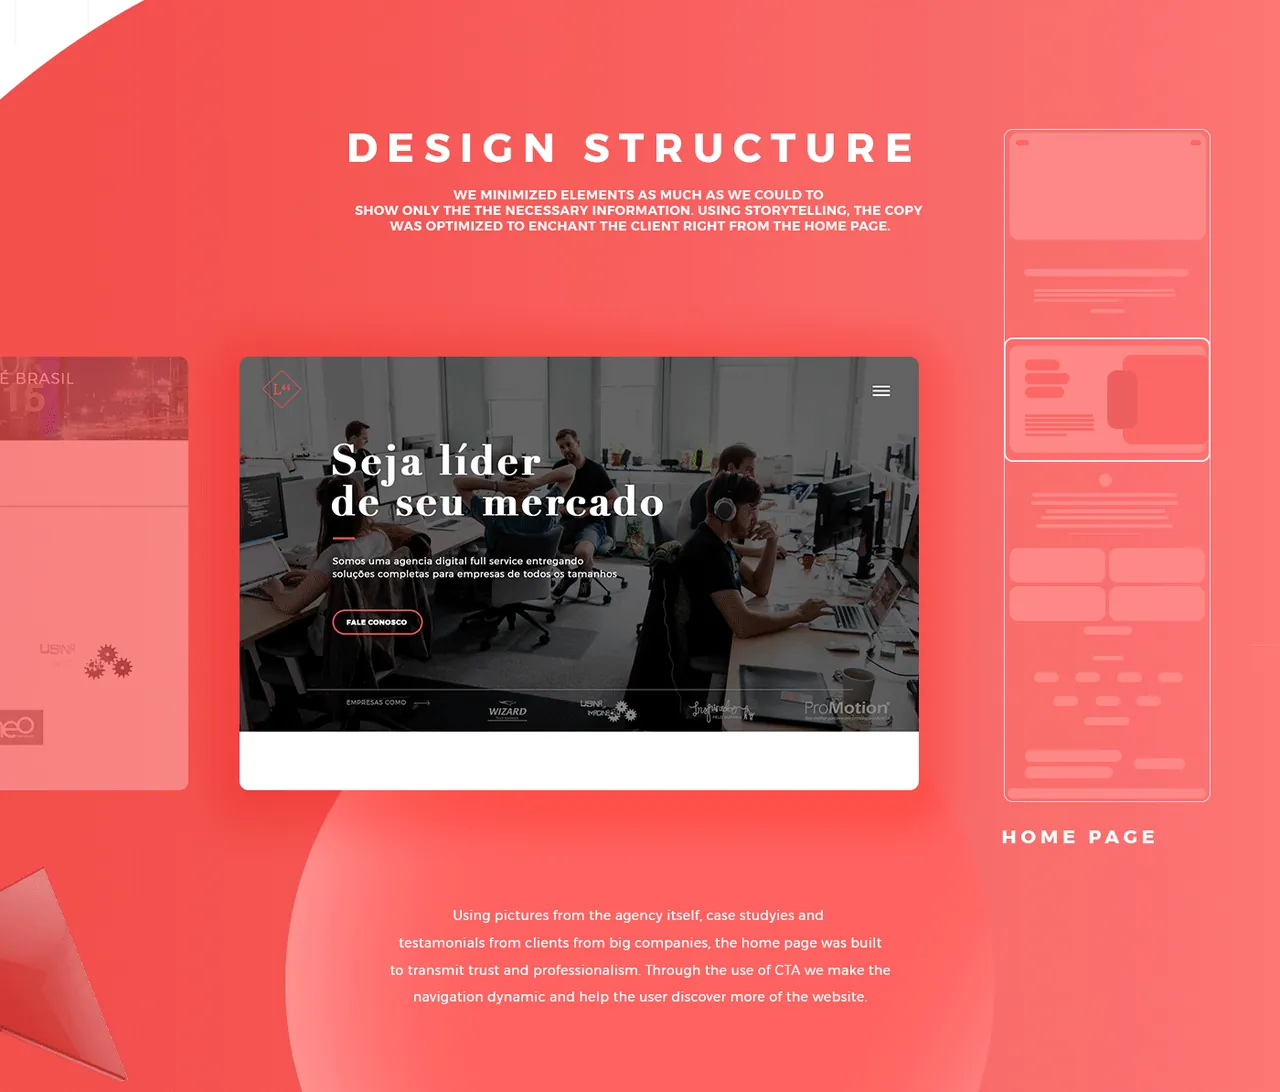 DESIGN STRUCTURE
WE MINIMIZED ELEMENTS AS MUCH AS WE COULD TO
SHOW ONLY THE THE NECESSARY INFORMATION. USING STORYTELLING, THE COPY
WAS OPTIMIZED TO ENCHANT THE CLIENT RIGHT FROM THE HOME PAGE.
É BRASIL
16
L44
Seja líder
de seu mercado
Somos uma agencia digital full service entregando
soluções completas para empresas de todos os tamanhos
FALE CONOSCO
EMPRESAS COMO
WIZARD
USINA
ProMotion
USINA
neo
HOME PAGE
Using pictures from the agency itself, case studyies and
testamonials from clients from big companies, the home page was built
to transmit trust and professionalism. Through the use of CTA we make the
navigation dynamic and help the user discover more of the website.